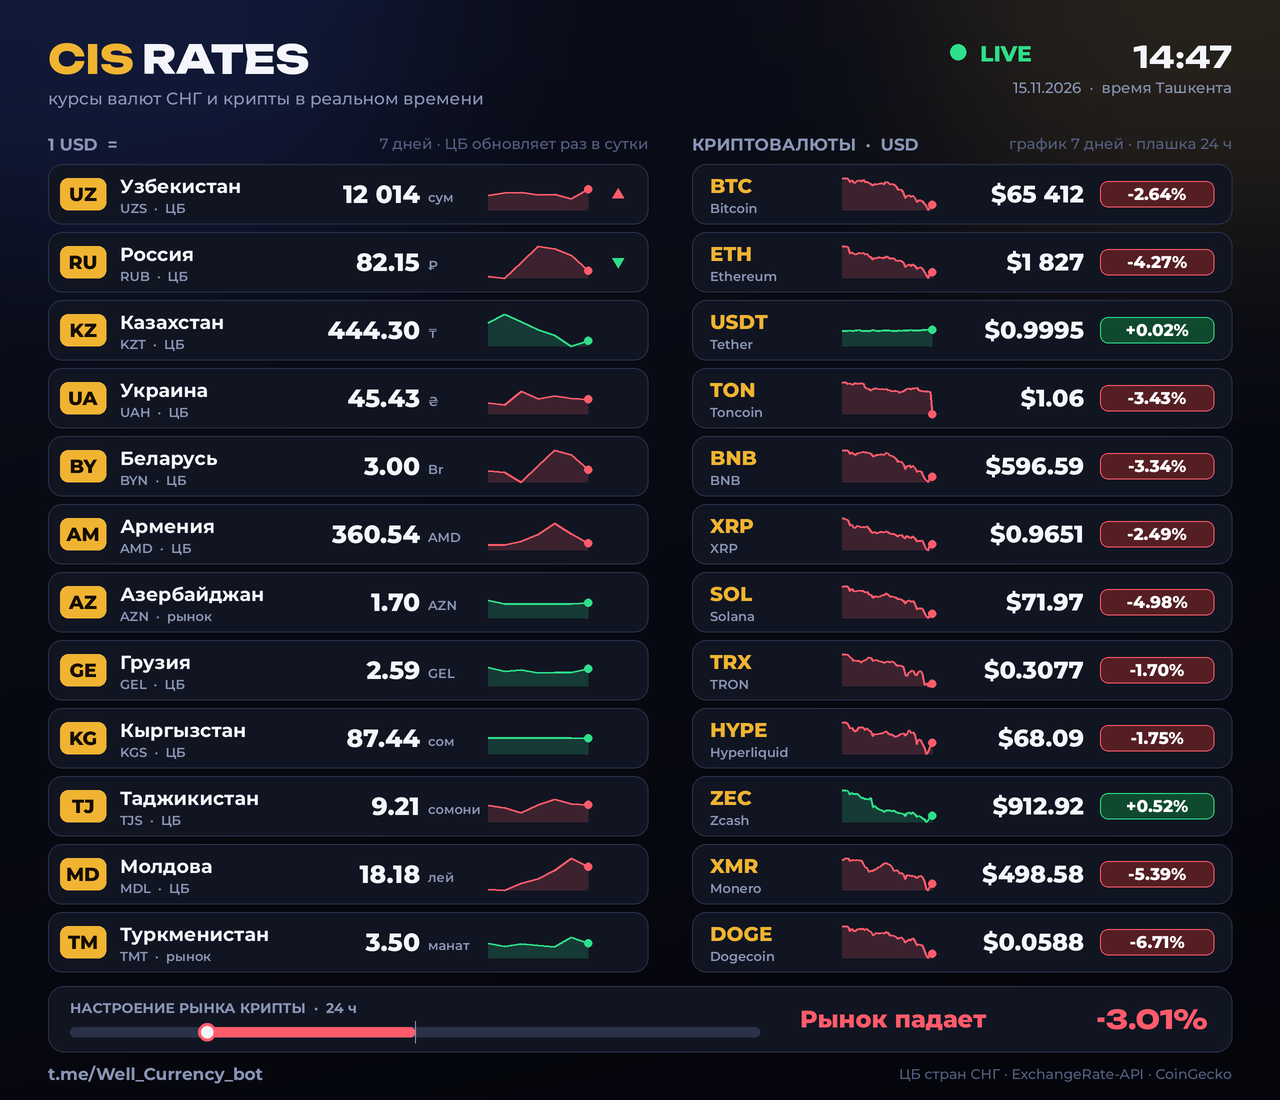 CIS RATES
курсы валют СНГ и крипты в реальном времени
LIVE
14:47
15.11.2026 · время Ташкента
1 USD =
7 дней · ЦБ обновляет раз в сутки
UZ Узбекистан 12 014 сум
UZS · ЦБ
RU Россия 82.15 ₽
RUB · ЦБ
KZ Казахстан 444.30 ₸
KZT · ЦБ
UA Украина 45.43 ₴
UAH · ЦБ
BY Беларусь 3.00 Br
BYN · ЦБ
AM Армения 360.54 AMD
AMD · ЦБ
AZ Азербайджан 1.70 AZN
AZN · рынок
GE Грузия 2.59 GEL
GEL · ЦБ
KG Кыргызстан 87.44 сом
KGS · ЦБ
TJ Таджикистан 9.21 сомони
TJS · ЦБ
MD Молдова 18.18 лей
MDL · ЦБ
TM Туркменистан 3.50 манат
TMT · рынок
КРИПТОВАЛЮТЫ · USD
график 7 дней · плашка 24 ч
BTC $65 412 -2.64%
Bitcoin
ETH $1 827 -4.27%
Ethereum
USDT $0.9995 +0.02%
Tether
TON $1.06 -3.43%
Toncoin
BNB $596.59 -3.34%
BNB
XRP $0.9651 -2.49%
XRP
SOL $71.97 -4.98%
Solana
TRX $0.3077 -1.70%
TRON
HYPE $68.09 -1.75%
Hyperliquid
ZEC $912.92 +0.52%
Zcash
XMR $498.58 -5.39%
Monero
DOGE $0.0588 -6.71%
Dogecoin
НАСТРОЕНИЕ РЫНКА КРИПТЫ · 24 ч
Рынок падает -3.01%
t.me/Well_Currency_bot
ЦБ стран СНГ · ExchangeRate-API · CoinGecko